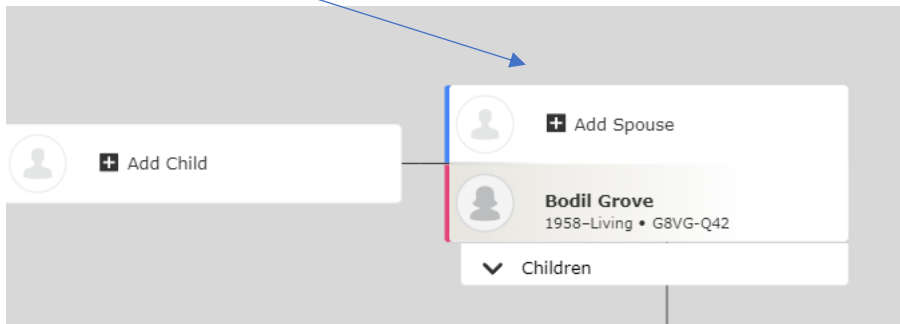 Add Spouse
Add Child
Bodil Grove
1958–Living • G8VG-Q42
Children